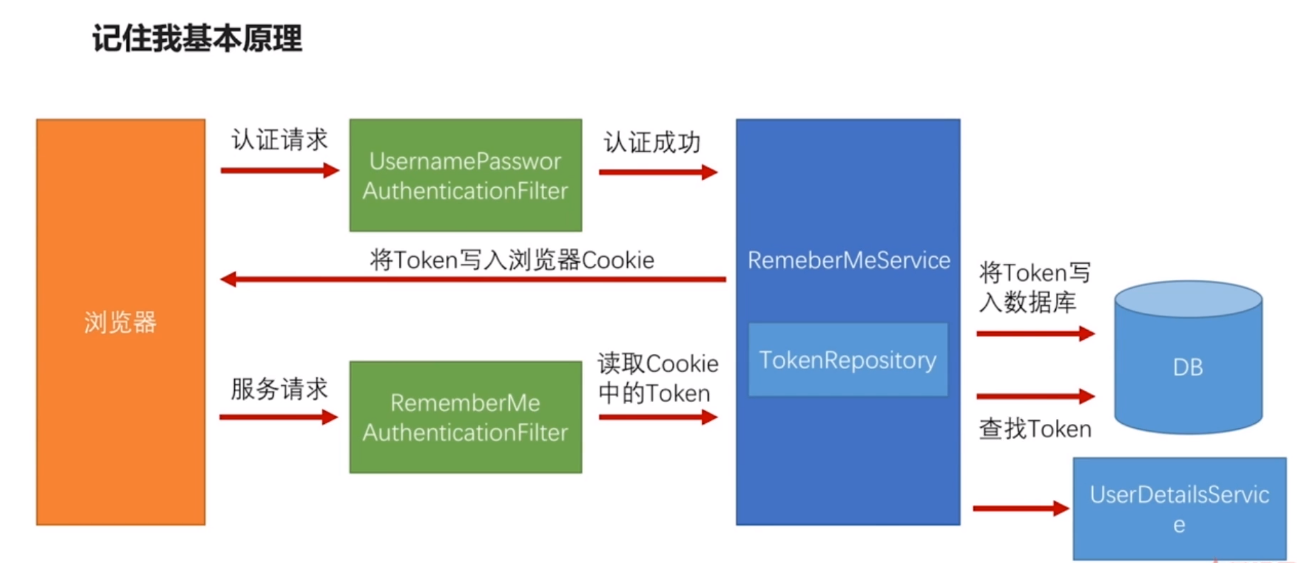 记住我基本原理
认证请求
UsernamePasswor
AuthenticationFilter
认证成功
将Token写入浏览器Cookie
浏览器
RemeberMeService
TokenRepository
将Token写
入数据库
DB
查找Token
服务请求
RememberMe
AuthenticationFilter
读取Cookie
中的Token
UserDetailsServic
e